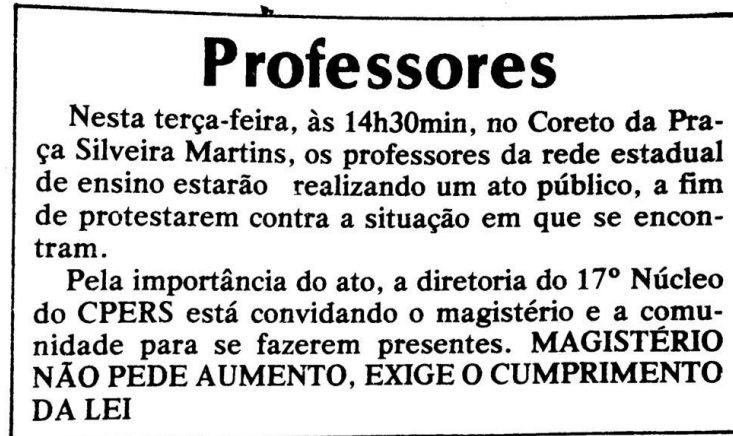 Professores
Nesta terça-feira, às 14h30min, no Coreto da Pra-
ça Silveira Martins, os professores da rede estadual
de ensino estarão realizando um ato público, a fim
de protestarem contra a situação em que se encon-
tram.
Pela importância do ato, a diretoria do 17º Núcleo
do CPERS está convidando o magistério e a comu-
nidade para se fazerem presentes. MAGISTÉRIO
NÃO PEDE AUMENTO, EXIGE O CUMPRIMENTO
DA LEI